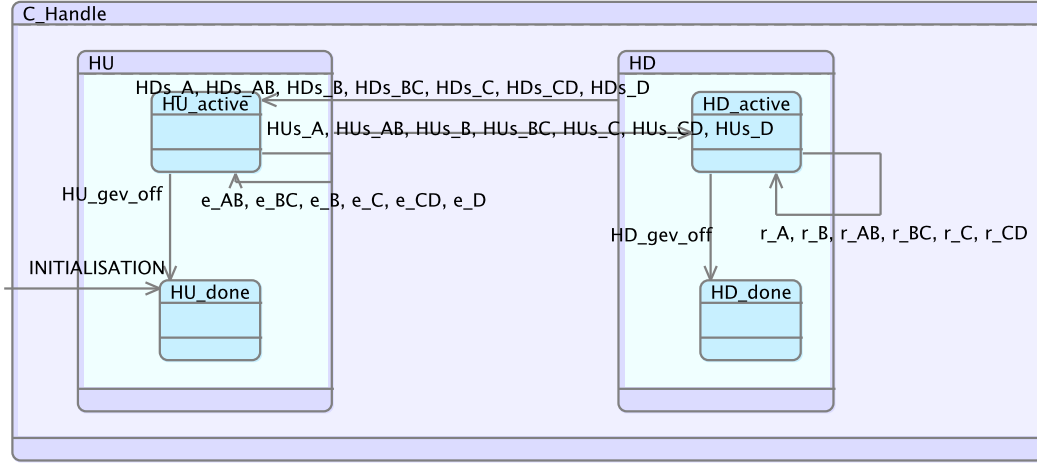 C_Handle
HU
HD
HDs_A, HDs_AB, HDs_B, HDs_BC, HDs_C, HDs_CD, HDs_D
HU_active
HD_active
HUs_A, HUs_AB, HUs_B, HUs_BC, HUs_C, HUs_CD, HUs_D
HU_gev_off
e_AB, e_BC, e_B, e_C, e_CD, e_D
HD_gev_off
r_A, r_B, r_AB, r_BC, r_C, r_CD
INITIALISATION
HU_done
HD_done